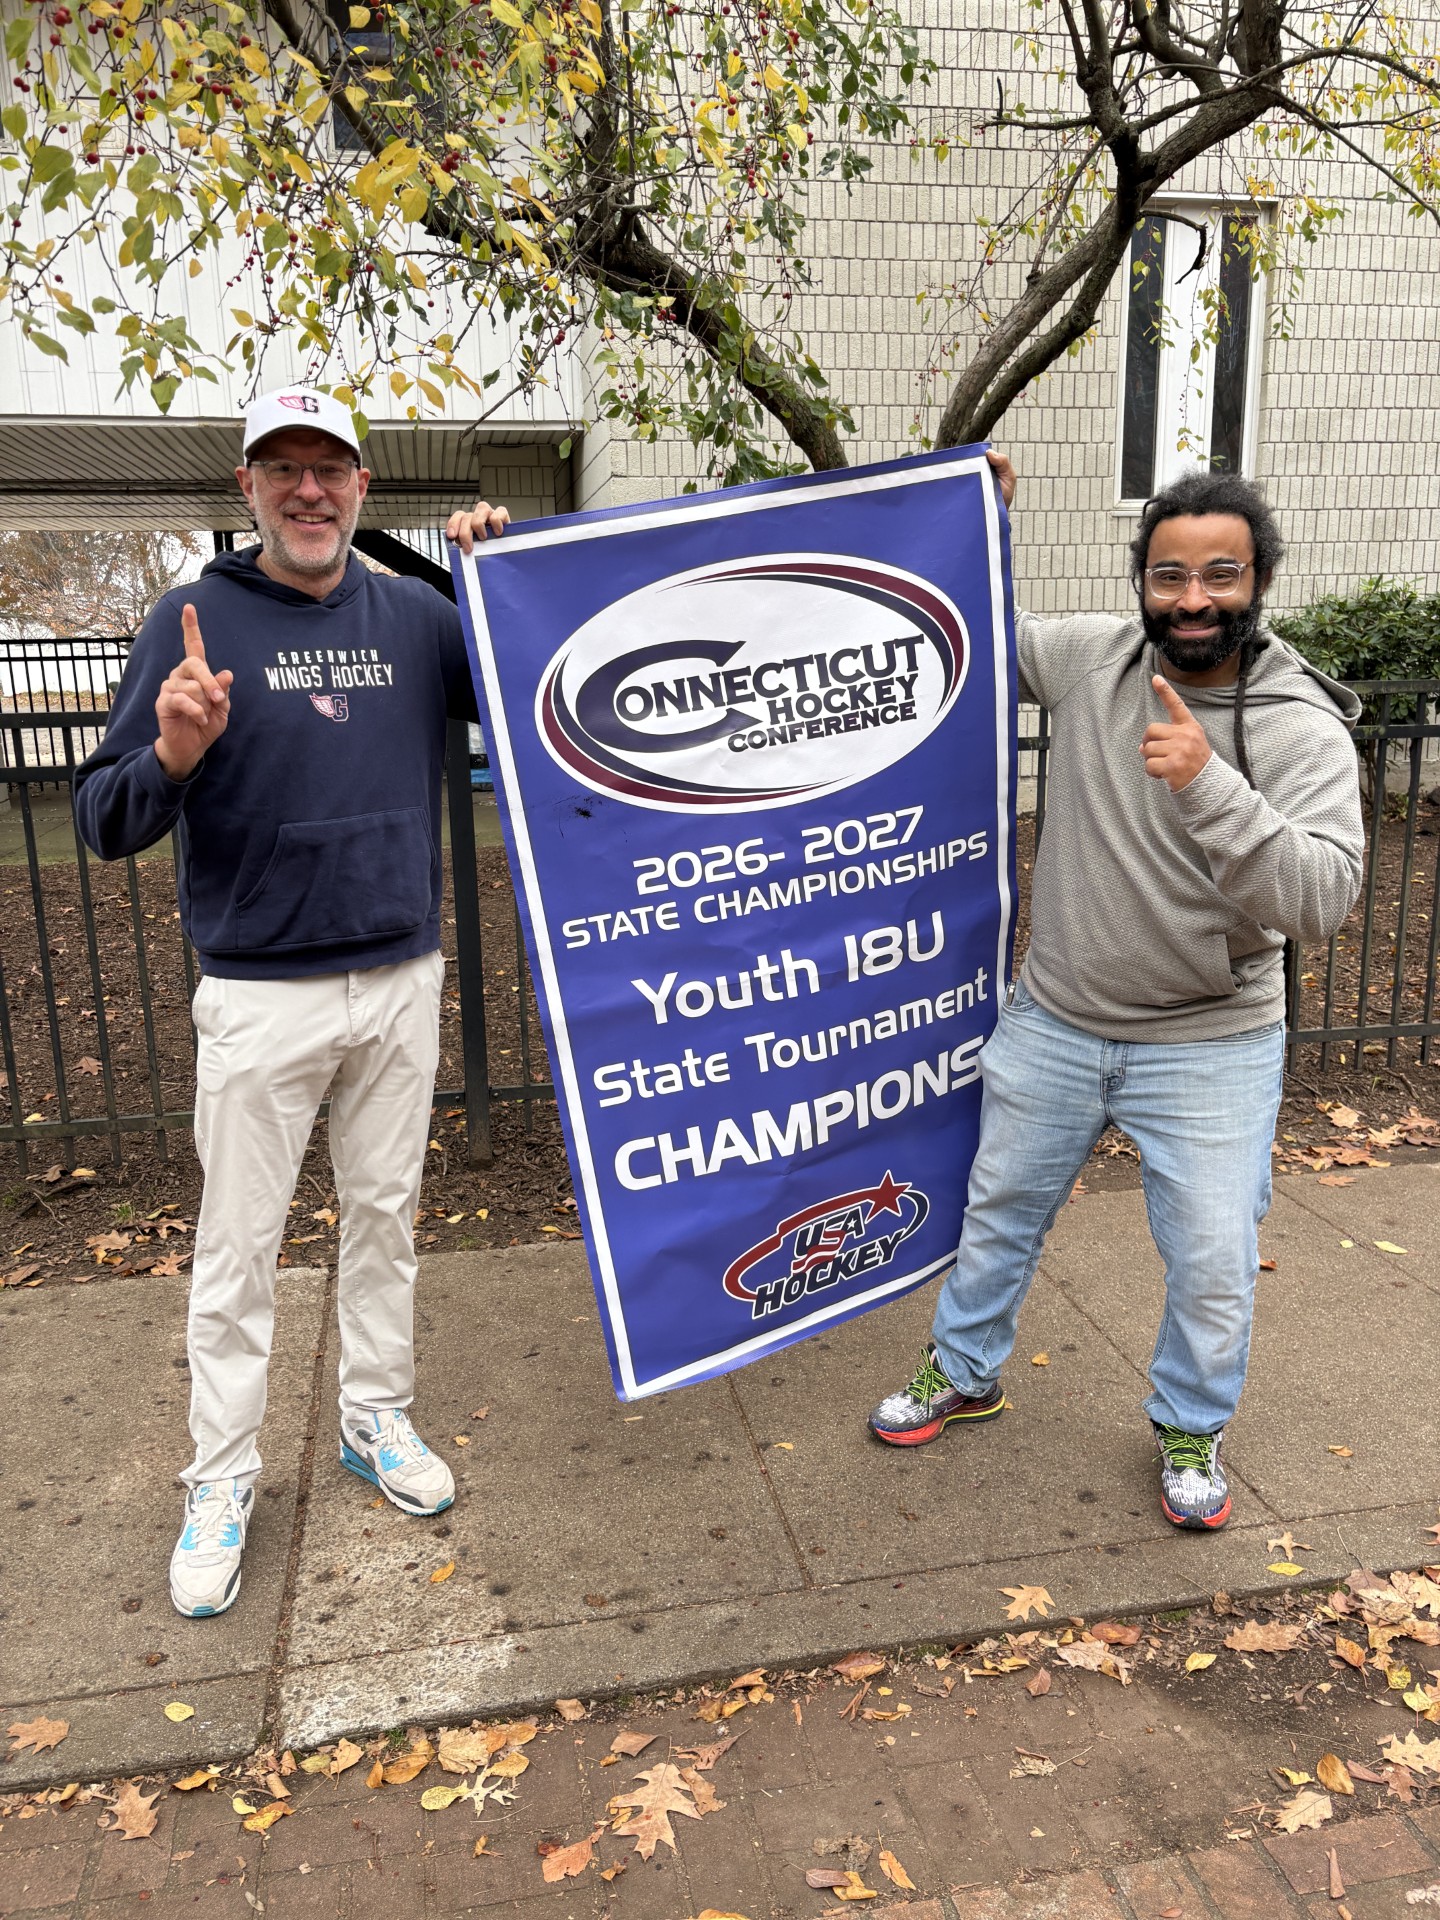 G
GREENWICH
WINGS HOCKEY
G
CONNECTICUT
HOCKEY
CONFERENCE
2026- 2027
STATE CHAMPIONSHIPS
Youth 18U
State Tournament
CHAMPIONS
USA
HOCKEY